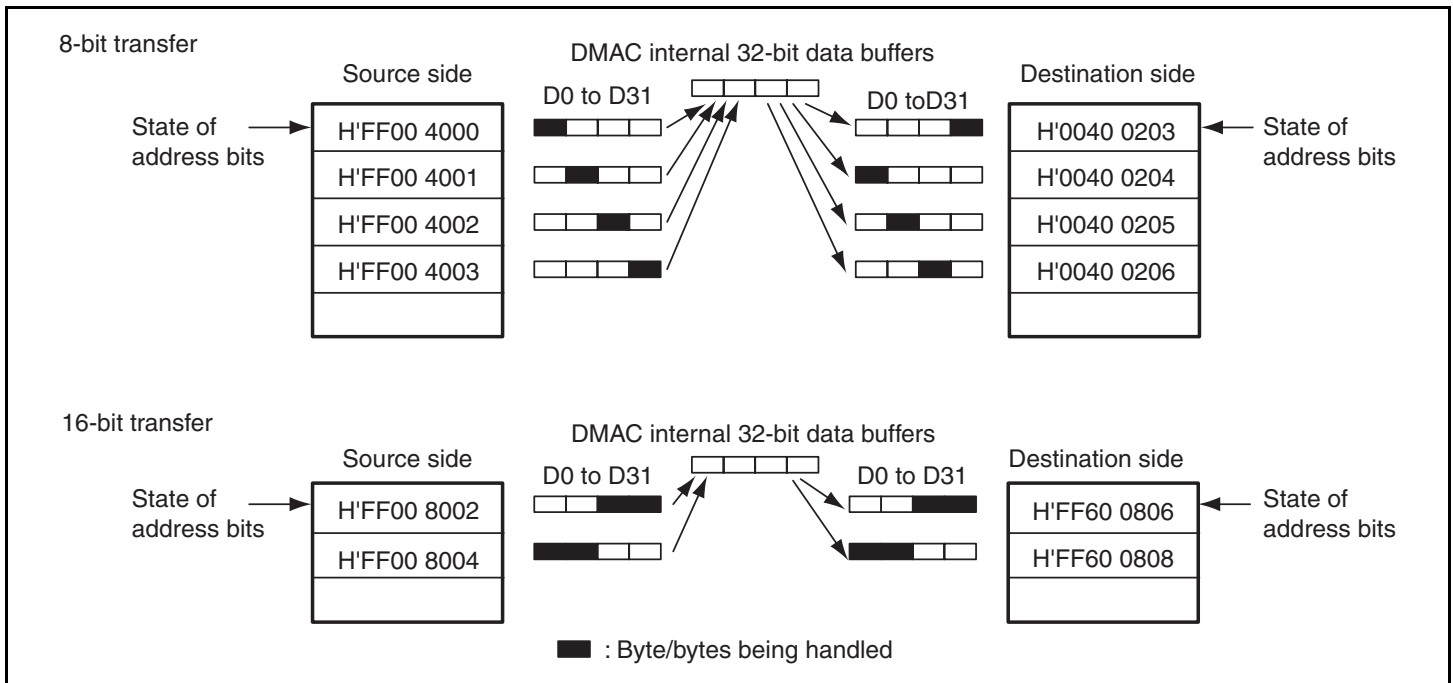 8-bit transfer
DMAC internal 32-bit data buffers
Source side
Destination side
D0 to D31
D0 toD31
State of
address bits
H'FF00 4000
H'0040 0203
State of
address bits
H'FF00 4001
H'0040 0204
H'FF00 4002
H'0040 0205
H'FF00 4003
H'0040 0206
16-bit transfer
DMAC internal 32-bit data buffers
Source side
Destination side
D0 to D31
D0 to D31
State of
address bits
H'FF00 8002
H'FF60 0806
State of
address bits
H'FF00 8004
H'FF60 0808
: Byte/bytes being handled